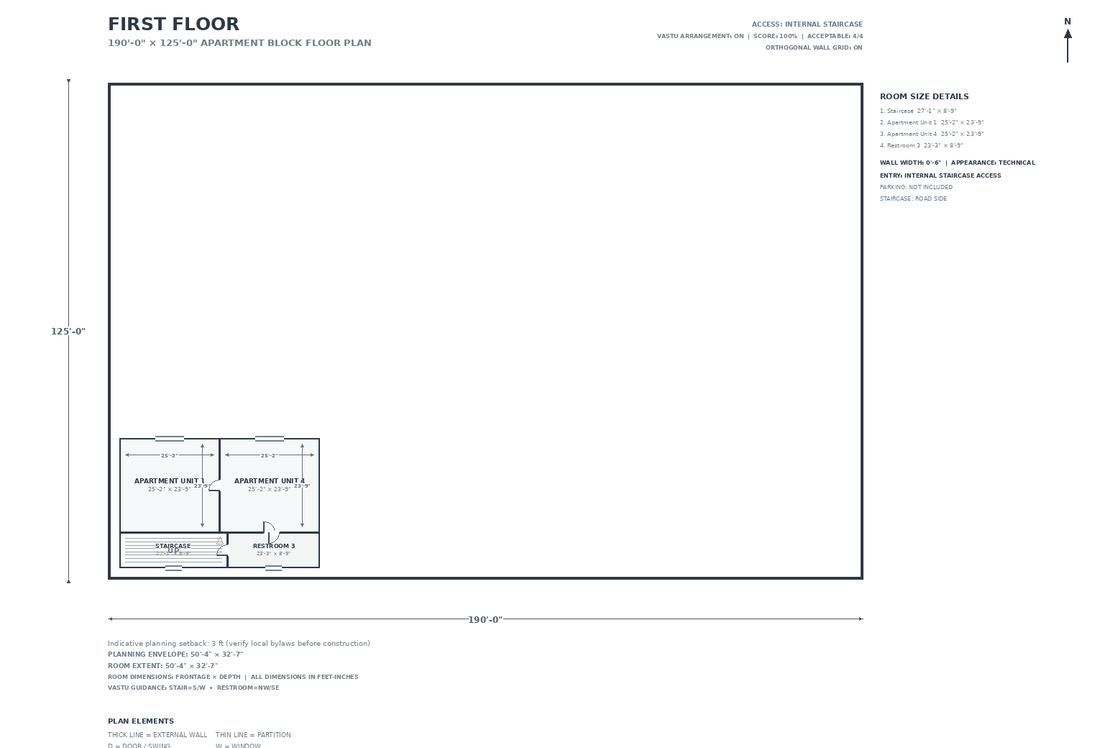 FIRST FLOOR
190'-0" × 125'-0" APARTMENT BLOCK FLOOR PLAN
ACCESS: INTERNAL STAIRCASE
VASTU ARRANGEMENT: ON | SCORE: 100% | ACCEPTABLE: 4/4
ORTHOGONAL WALL GRID: ON
N
ROOM SIZE DETAILS
1. Staircase 27'-1" × 8'-9"
2. Apartment Unit 1 25'-2" × 23'-9"
3. Apartment Unit 4 25'-2" × 23'-9"
4. Restroom 3 23'-3" × 8'-9"
WALL WIDTH: 0'-6" | APPEARANCE: TECHNICAL
ENTRY: INTERNAL STAIRCASE ACCESS
PARKING: NOT INCLUDED
STAIRCASE: ROAD SIDE
125'-0"
25'-2"
25'-2"
APARTMENT UNIT 1
25'-2" × 23'-9"
23'-9"
APARTMENT UNIT 4
25'-2" × 23'-9"
23'-9"
STAIRCASE
UP
RESTROOM 3
23'-3" × 8'-9"
190'-0"
Indicative planning setback: 3 ft (verify local bylaws before construction)
PLANNING ENVELOPE: 50'-4" × 32'-7"
ROOM EXTENT: 50'-4" × 32'-7"
ROOM DIMENSIONS: FRONTAGE × DEPTH | ALL DIMENSIONS IN FEET-INCHES
VASTU GUIDANCE: STAIR=S/W • RESTROOM=NW/SE
PLAN ELEMENTS
THICK LINE = EXTERNAL WALL THIN LINE = PARTITION
D = DOOR / SWING W = WINDOW